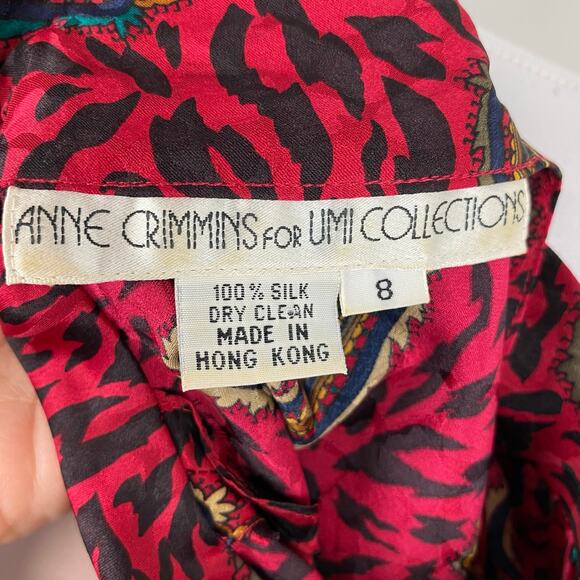 ANNE CRIMMINS FOR UMI COLLECTIONS
100% SILK
DRY CLEAN
MADE IN
HONG KONG
8